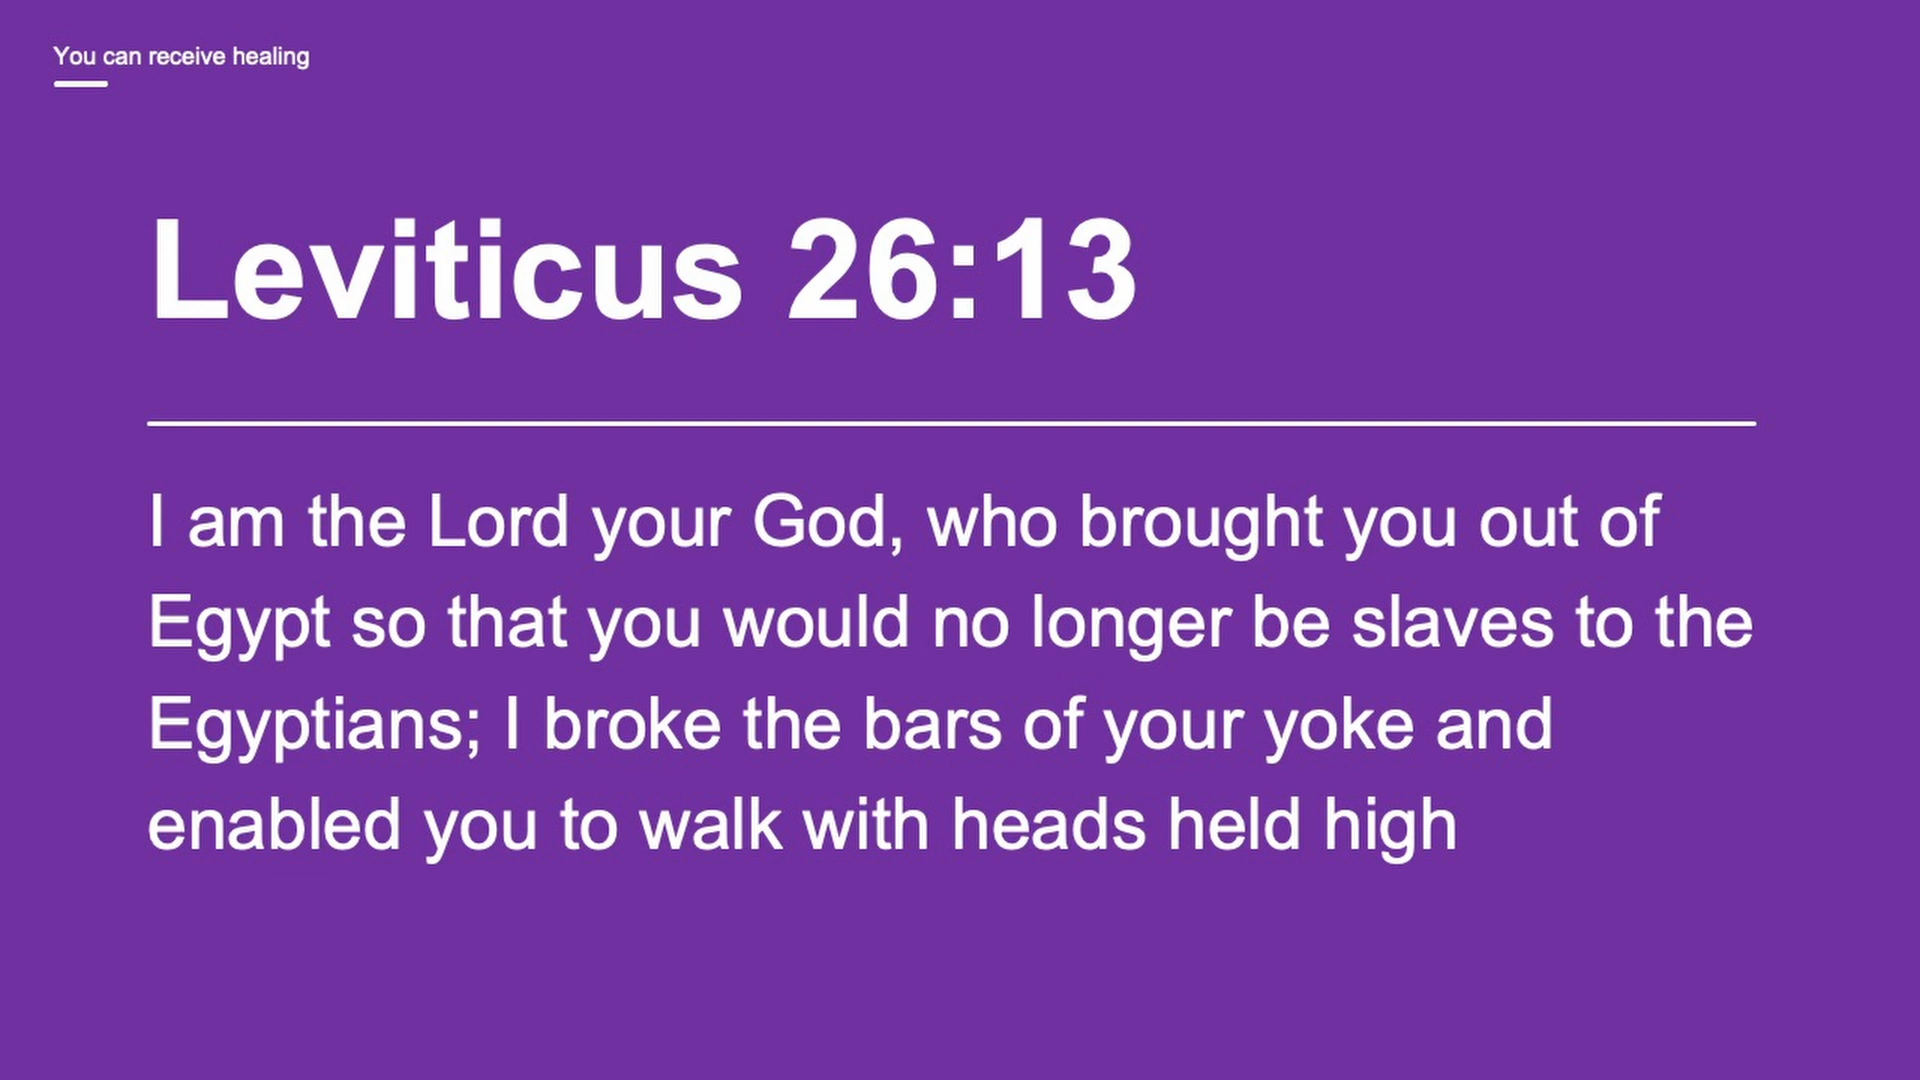 You can receive healing
Leviticus 26:13
I am the Lord your God, who brought you out of
Egypt so that you would no longer be slaves to the
Egyptians; I broke the bars of your yoke and
enabled you to walk with heads held high